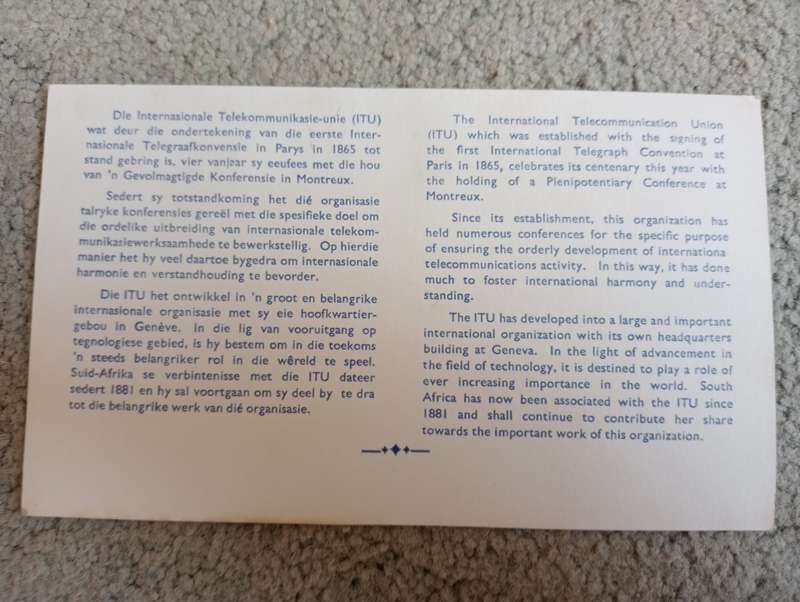 Die Internasionale Telekommunikasie-unie (ITU)
wat deur die ondertekening van die eerste Inter-
nasionale Telegraafkonvensie in Parys in 1865 tot
stand gebring is, vier vanjaar sy eeufees met die hou
van 'n Gevolmagtigde Konferensie in Montreux.
Sedert sy totstandkoming het dié organisasie
talryke konferensies gereël met die spesifieke doel om
die ordelike uitbreiding van internasionale telekom-
munikasiewerksaamhede te bewerkstellig. Op hierdie
manier het hy veel daartoe bygedra om internasionale
harmonie en verstandhouding te bevorder.
Die ITU het ontwikkel in 'n groot en belangrike
internasionale organisasie met sy eie hoofkwartier-
gebou in Genève. In die lig van vooruitgang op
tegnologiese gebied, is hy bestem om in die toekoms
'n steeds belangriker rol in die wêreld te speel.
Suid-Afrika se verbintenisse met die ITU dateer
sedert 1881 en hy sal voortgaan om sy deel by te dra
tot die belangrike werk van dié organisasie.
The International Telecommunication Union
(ITU) which was established with the signing of
the first International Telegraph Convention at
Paris in 1865, celebrates its centenary this year with
the holding of a Plenipotentiary Conference at
Montreux.
Since its establishment, this organization has
held numerous conferences for the specific purpose
of ensuring the orderly development of internationa
telecommunications activity. In this way, it has done
much to foster international harmony and under-
standing.
The ITU has developed into a large and important
international organization with its own headquarters
building at Geneva. In the light of advancement in
the field of technology, it is destined to play a role of
ever increasing importance in the world. South
Africa has now been associated with the ITU since
1881 and shall continue to contribute her share
towards the important work of this organization.